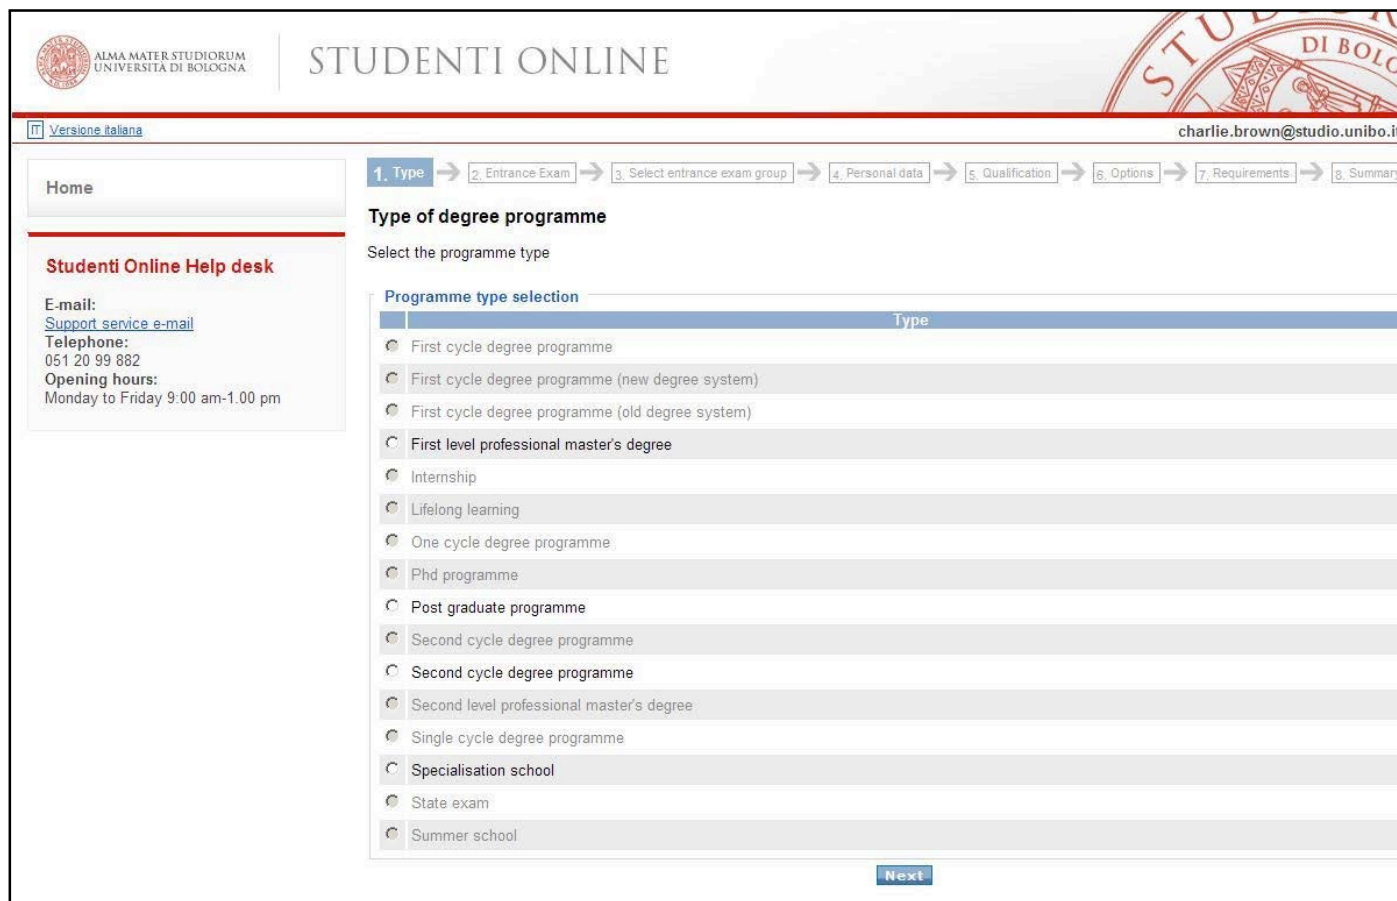 ALMA MATER STUDIORUM
UNIVERSITÀ DI BOLOGNA
STUDENTI ONLINE
DI BOLO
IT Versione italiana
charlie.brown@studio.unibo.it
Home
1. Type
2. Entrance Exam
3. Select entrance exam group
4. Personal data
5. Qualification
6. Options
7. Requirements
8. Summary
Type of degree programme
Select the programme type
Studenti Online Help desk
E-mail:
Support service e-mail
Telephone:
051 20 99 882
Opening hours:
Monday to Friday 9:00 am-1.00 pm
Programme type selection
Type
First cycle degree programme
First cycle degree programme (new degree system)
First cycle degree programme (old degree system)
First level professional master's degree
Internship
Lifelong learning
One cycle degree programme
Phd programme
Post graduate programme
Second cycle degree programme
Second cycle degree programme
Second level professional master's degree
Single cycle degree programme
Specialisation school
State exam
Summer school
Next